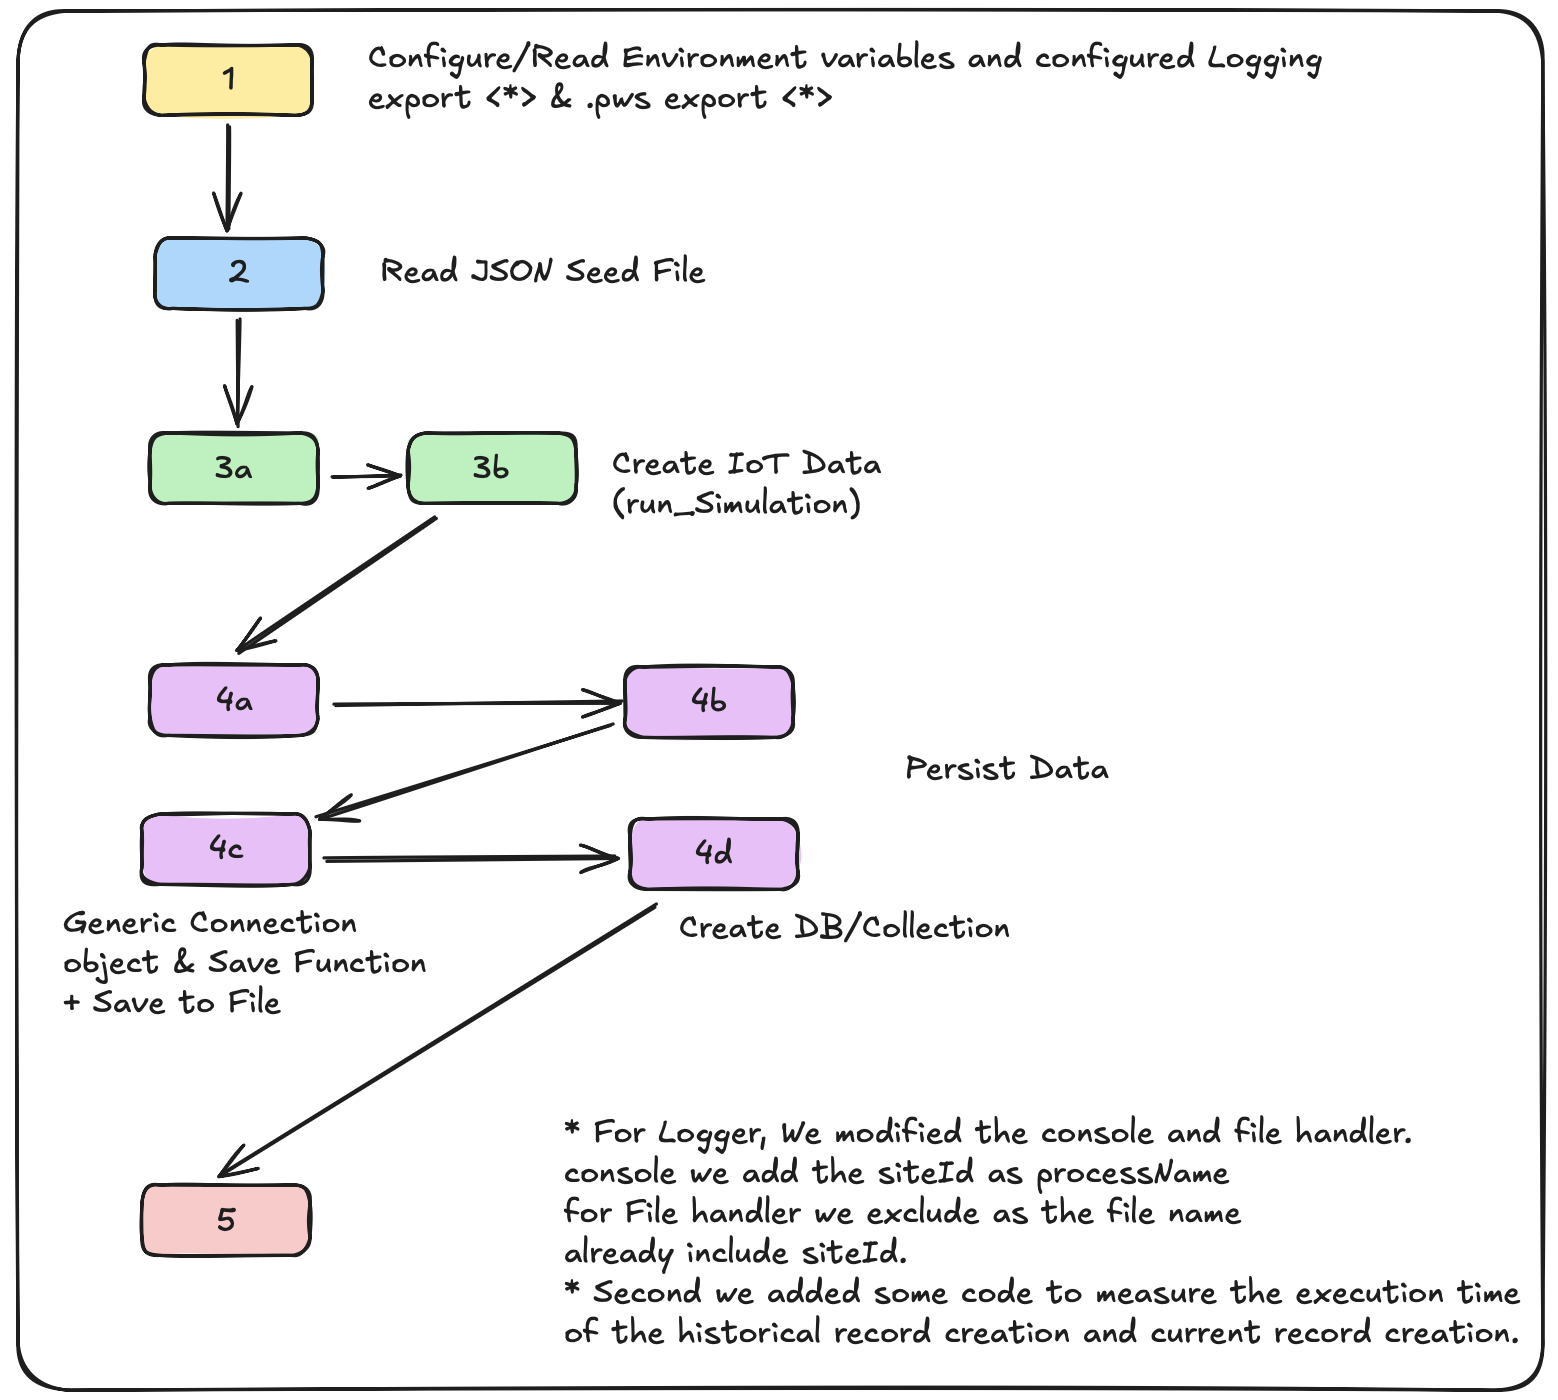 1
Configure/Read Environment variables and configured Logging
export <*> & .pws export <*>
2
Read JSON Seed File
3a
3b
Create IoT Data
(run_Simulation)
4a
4b
Persist Data
4c
4d
Generic Connection
object & Save Function
+ Save to File
Create DB/Collection
5
* For Logger, We modified the console and file handler.
console we add the siteId as processName
for File handler we exclude as the file name
already include siteId.
* Second we added some code to measure the execution time
of the historical record creation and current record creation.